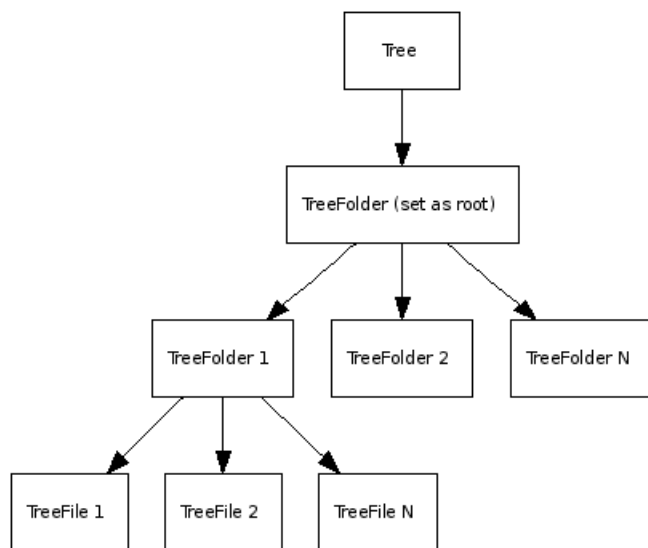 Tree
TreeFolder (set as root)
TreeFolder 1
TreeFolder 2
TreeFolder N
TreeFile 1
TreeFile 2
TreeFile N